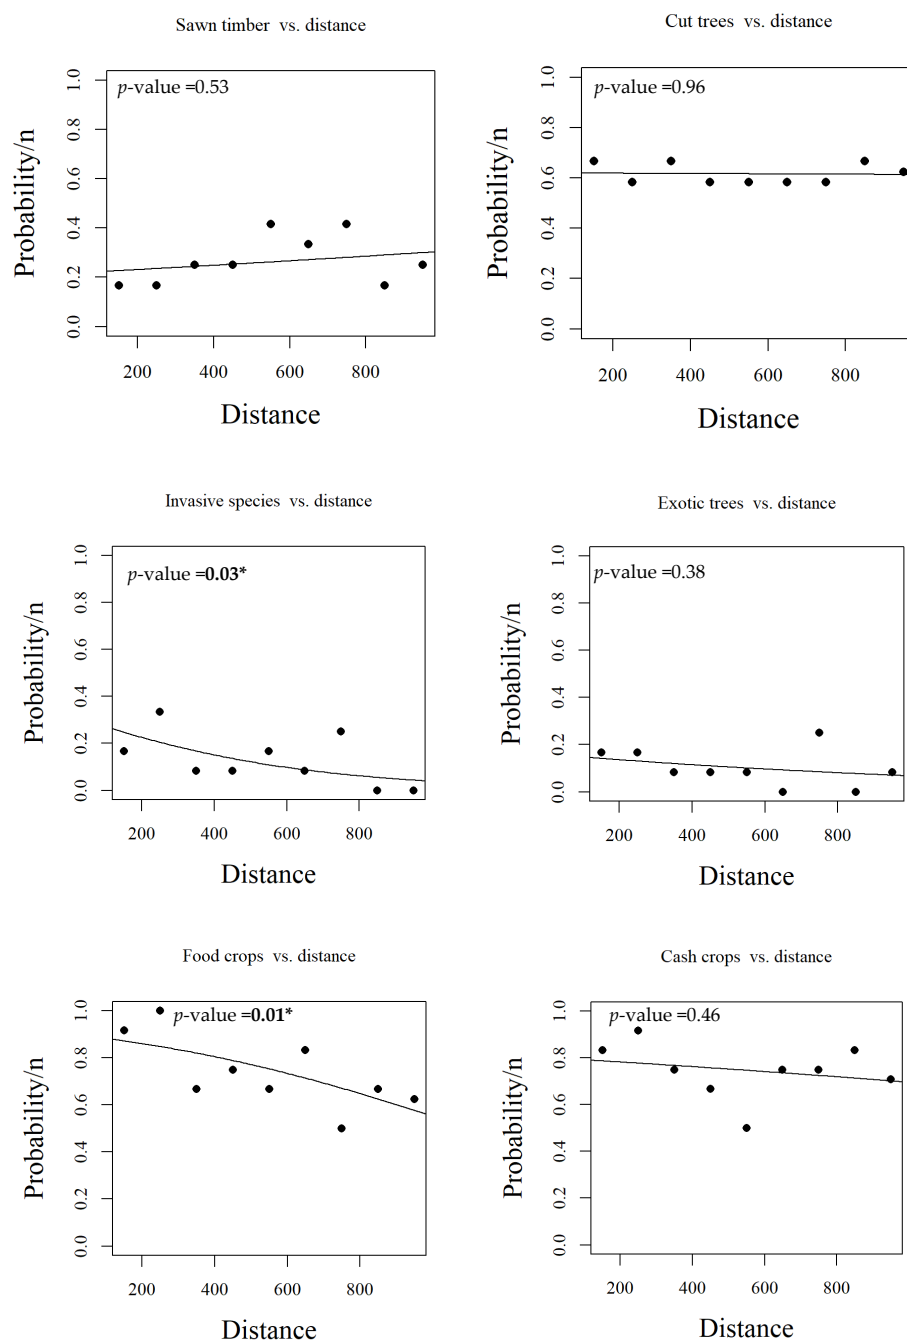 Sawn timber vs. distance
p-value =0.53
Probability/n
0.0 0.2 0.4 0.6 0.8 1.0
200 400 600 800
Distance
Cut trees vs. distance
p-value =0.96
Probability/n
0.0 0.2 0.4 0.6 0.8 1.0
200 400 600 800
Distance
Invasive species vs. distance
p-value =0.03*
Probability/n
0.0 0.2 0.4 0.6 0.8 1.0
200 400 600 800
Distance
Exotic trees vs. distance
p-value =0.38
Probability/n
0.0 0.2 0.4 0.6 0.8 1.0
200 400 600 800
Distance
Food crops vs. distance
p-value =0.01*
Probability/n
0.0 0.2 0.4 0.6 0.8 1.0
200 400 600 800
Distance
Cash crops vs. distance
p-value =0.46
Probability/n
0.0 0.2 0.4 0.6 0.8 1.0
200 400 600 800
Distance